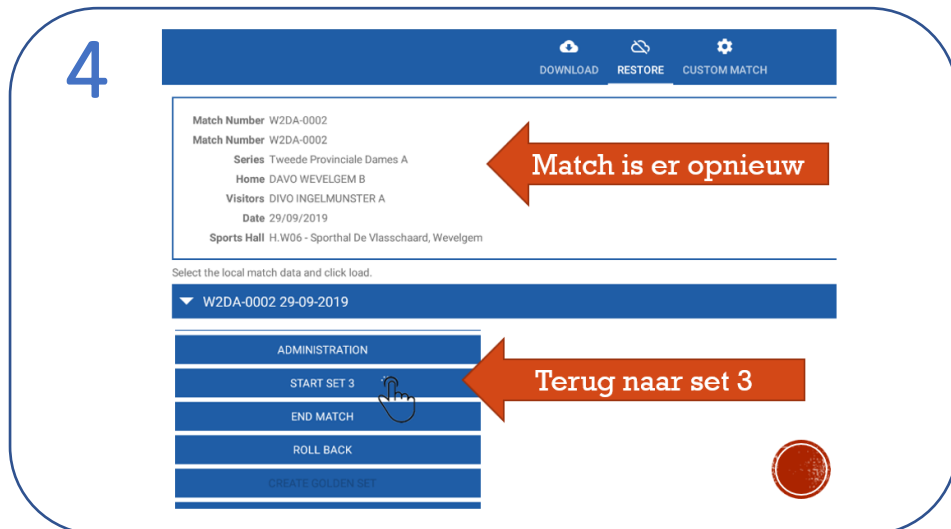 4
DOWNLOAD RESTORE CUSTOM MATCH
Match Number W2DA-0002
Match Number W2DA-0002
Series Tweede Provinciale Dames A
Home DAVO WEVELGEM B
Visitors DIVO INGELMUNSTER A
Date 29/09/2019
Sports Hall H.W06 - Sporthal De Vlasschaard, Wevelgem
Match is er opnieuw
Select the local match data and click load.
W2DA-0002 29-09-2019
ADMINISTRATION
START SET 3
Terug naar set 3
END MATCH
ROLL BACK
CREATE GOLDEN SET